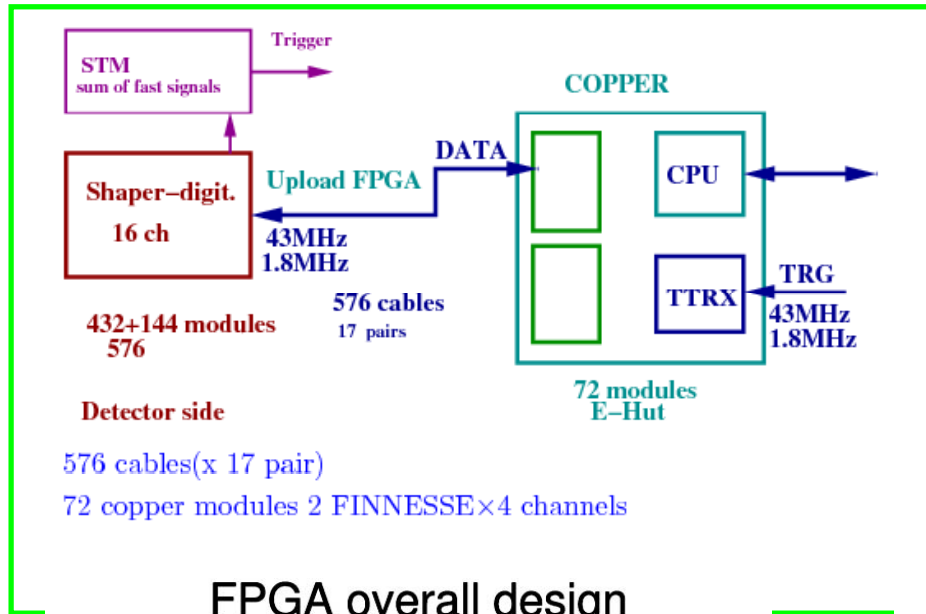 Trigger
STM
sum of fast signals
COPPER
DATA
Shaper–digit.
16 ch
Upload FPGA
43MHz
1.8MHz
CPU
TTRX
TRG
43MHz
1.8MHz
576 cables
17 pairs
432+144 modules
576
72 modules
E–Hut
Detector side
576 cables(x 17 pair)
72 copper modules 2 FINNESSE×4 channels
FPGA overall design